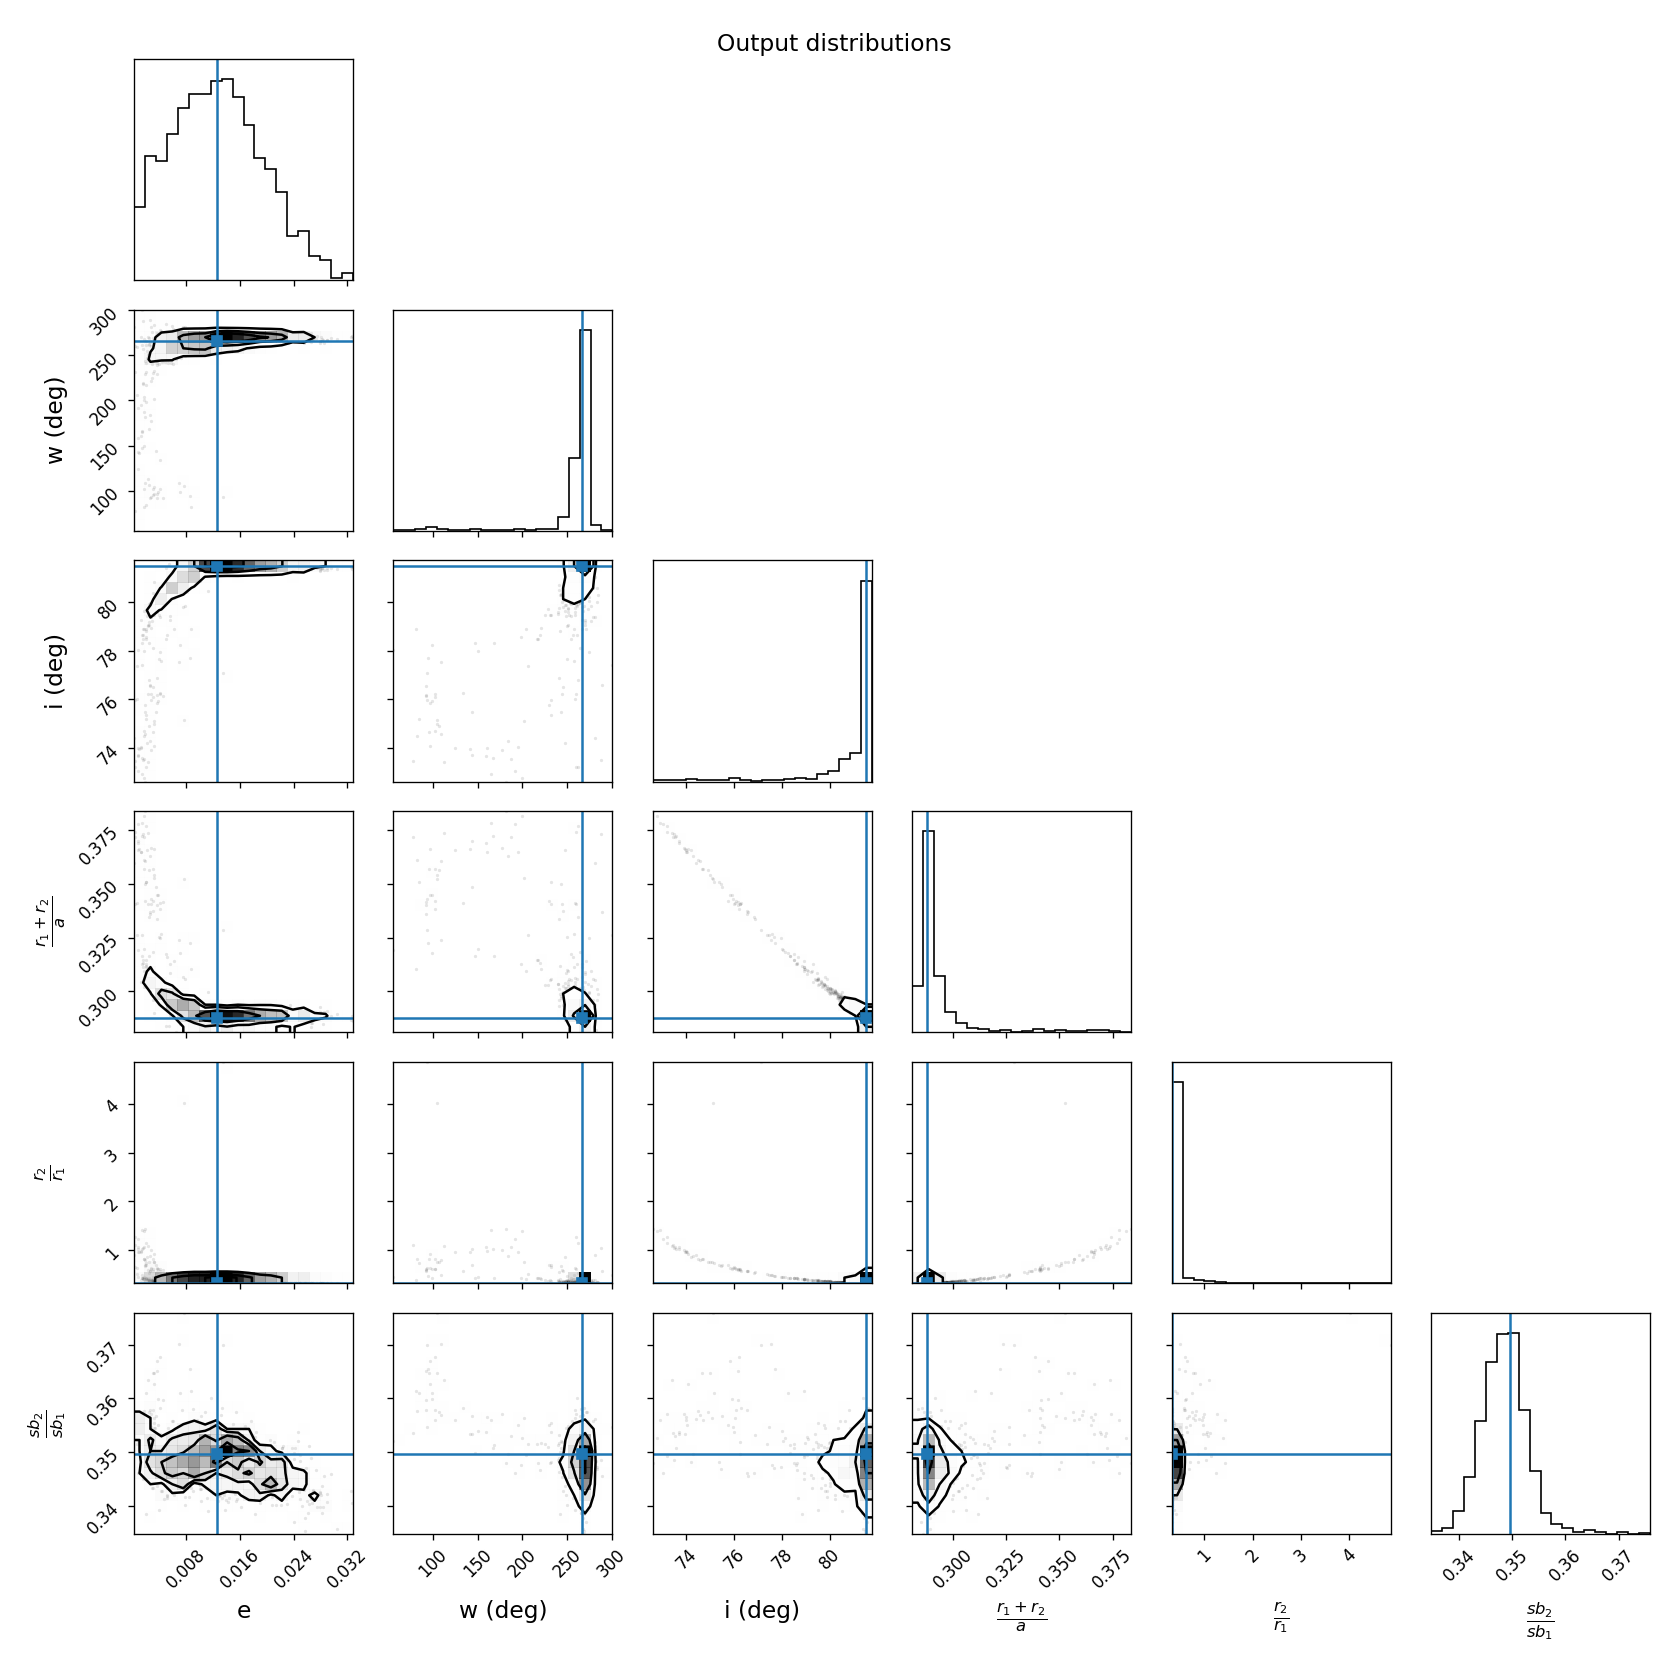 Output distributions
w (deg)
300
250
200
150
100
i (deg)
80
78
76
74
r₁ + r₂
a
0.375
0.350
0.325
0.300
r₂
r₁
4
3
2
1
sb₂
sb₁
0.37
0.36
0.35
0.34
0.008 0.016 0.024 0.032
100 150 200 250 300
74 76 78 80
0.300 0.325 0.350 0.375
1 2 3 4
0.34 0.35 0.36 0.37
e
w (deg)
i (deg)
r₁ + r₂
a
r₂
r₁
sb₂
sb₁